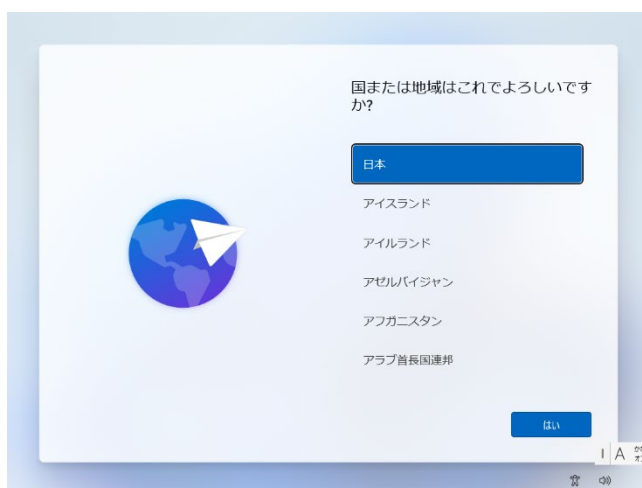 国または地域はこれでよろしいです
か?
日本
アイスランド
アイルランド
アゼルバイジャン
アフガニスタン
アラブ首長国連邦
はい
A